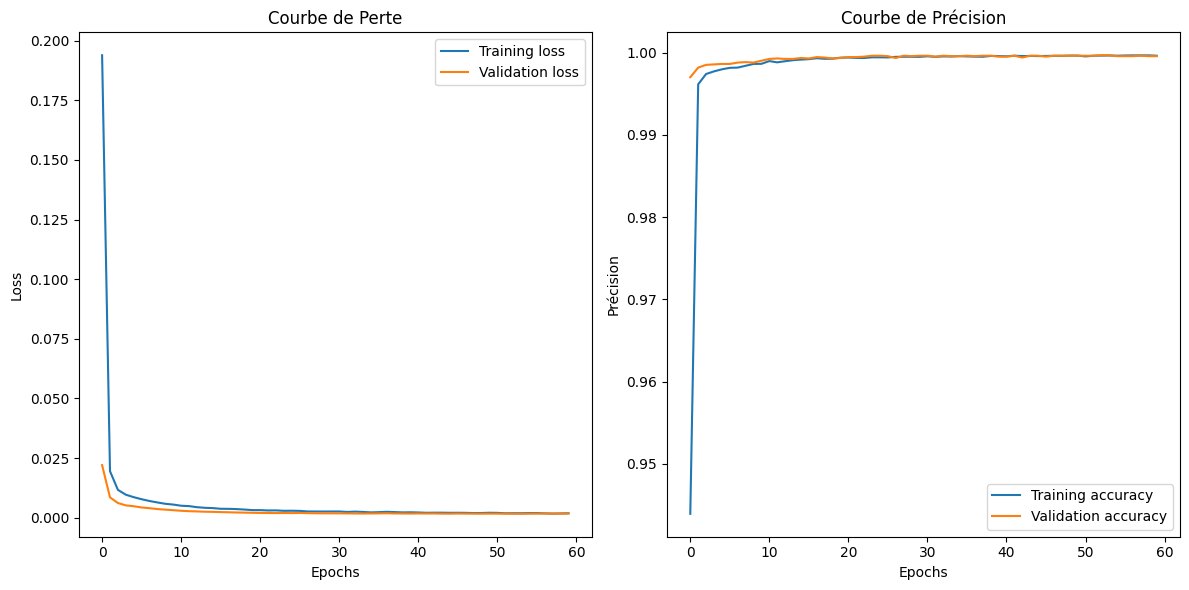 Courbe de Perte
0.200
0.175
0.150
0.125
0.100
0.075
0.050
0.025
0.000
Loss
0 10 20 30 40 50 60
Epochs
Training loss
Validation loss
Courbe de Précision
1.00
0.99
0.98
0.97
0.96
0.95
Précision
0 10 20 30 40 50 60
Epochs
Training accuracy
Validation accuracy